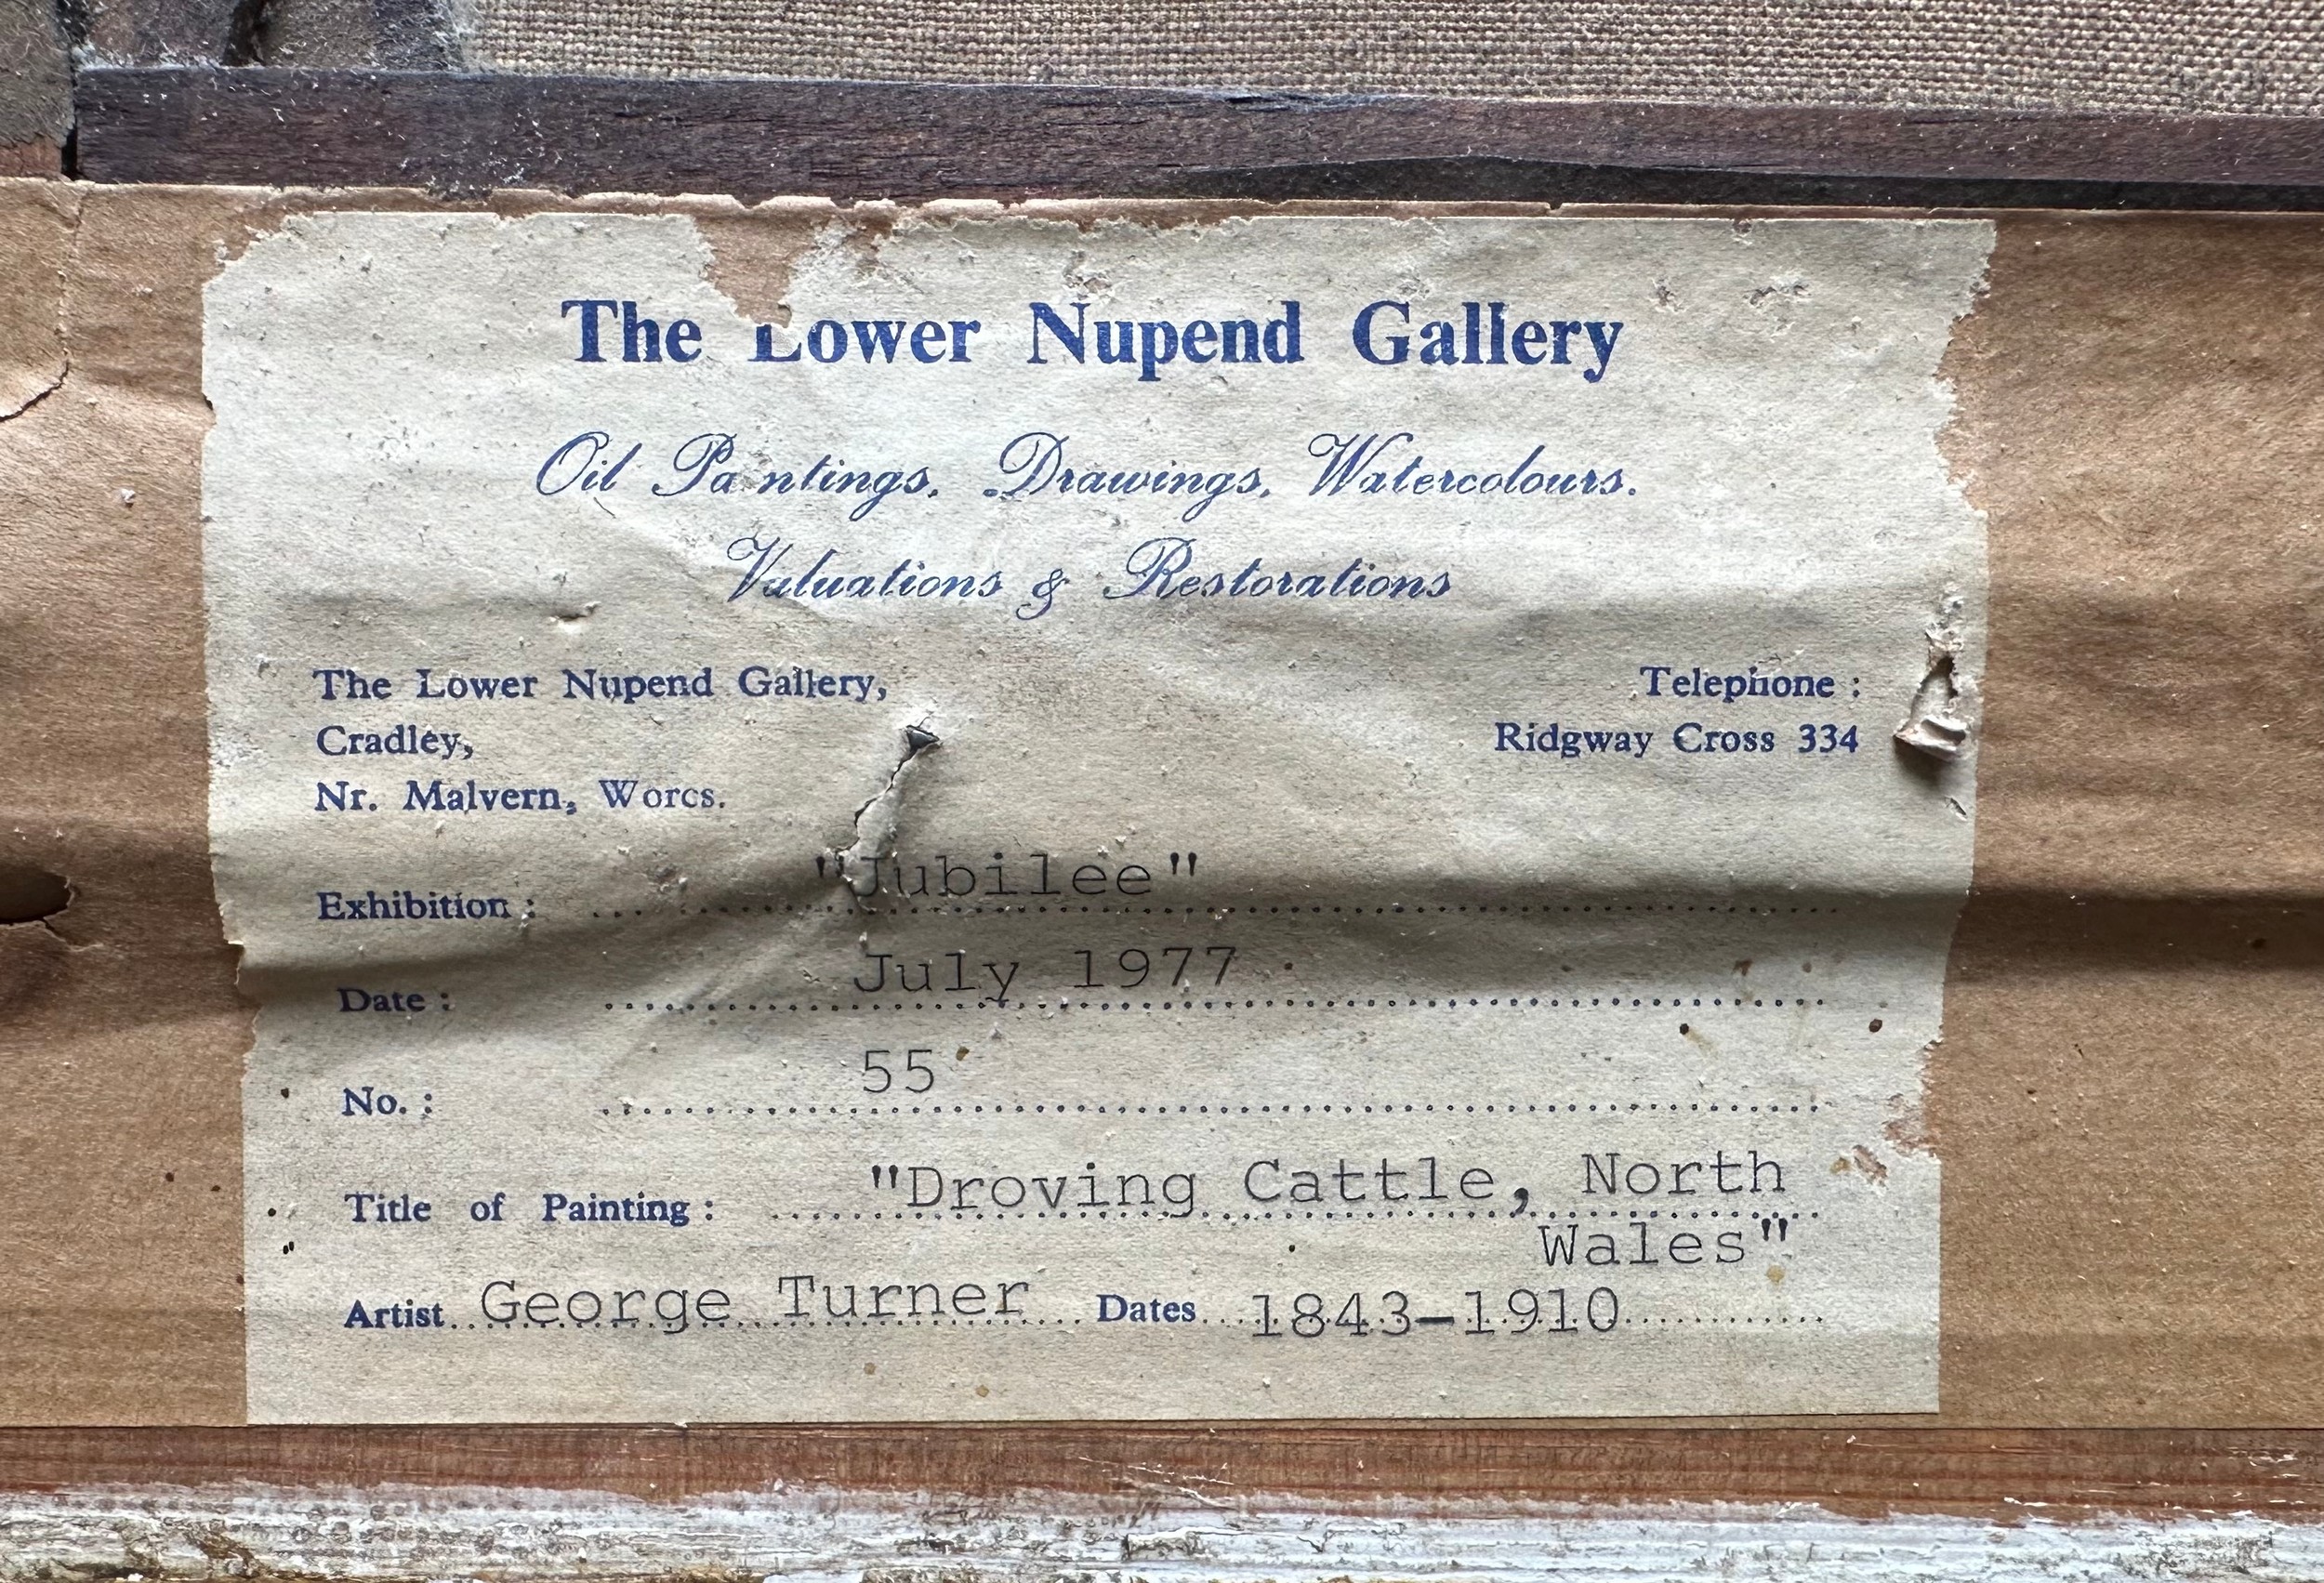 The Lower Nupend Gallery
Oil Paintings, Drawings, Watercolours.
Valuations & Restorations
The Lower Nupend Gallery,
Cradley,
Nr. Malvern, Worcs.
Telephone :
Ridgway Cross 334
Exhibition : "Jubilee"
Date : July 1977
No. : 55
Title of Painting : "Droving Cattle, North
Wales"
Artist George Turner Dates 1843-1910